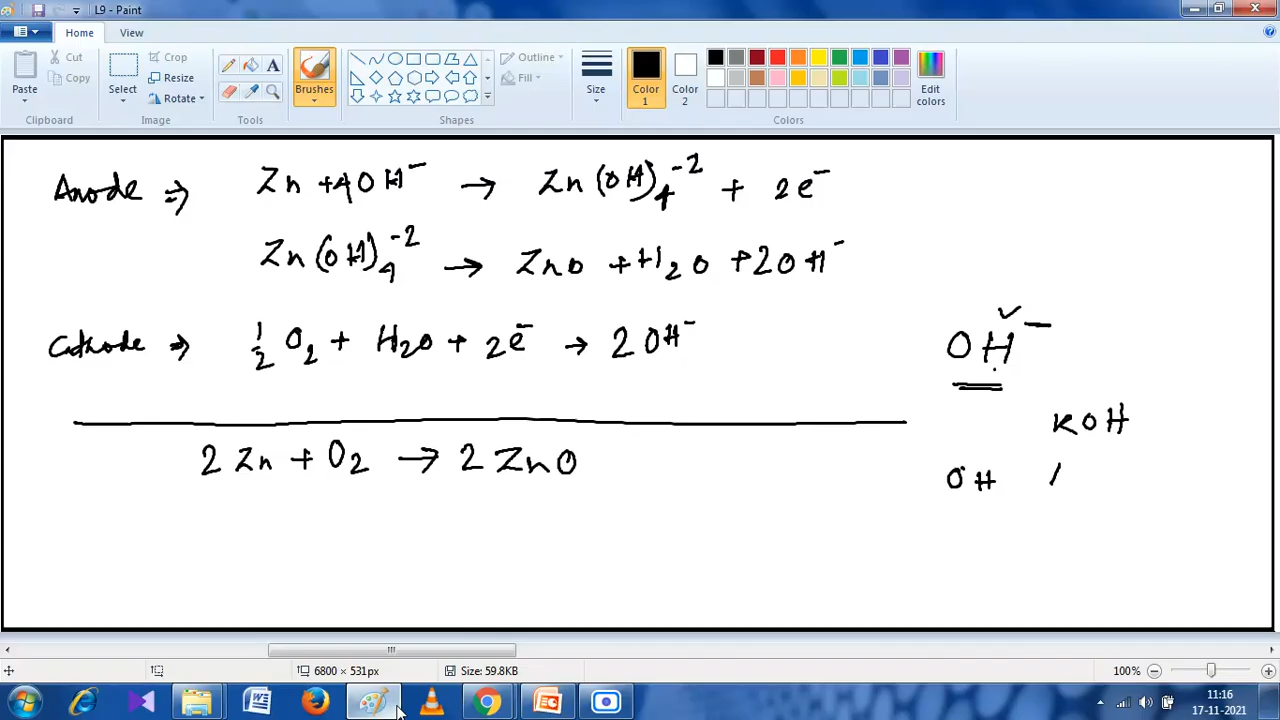 L9 - Paint
Home View
Paste Cut Copy Clipboard
Select Crop Resize Rotate Image
Tools
Brushes
Outline Fill Shapes
Size
Color 1 Color 2 Edit colors Colors
Anode ⇒ Zn + 4OH⁻ → Zn(OH)₄⁻² + 2e⁻
Zn(OH)₄⁻² → ZnO + H₂O + 2OH⁻
Cathode ⇒ ½ O₂ + H₂O + 2e⁻ → 2OH⁻
OH⁻
KOH
2Zn + O₂ → 2ZnO
OH
6800 × 531px Size: 59.8KB 100%
11:16
17-11-2021